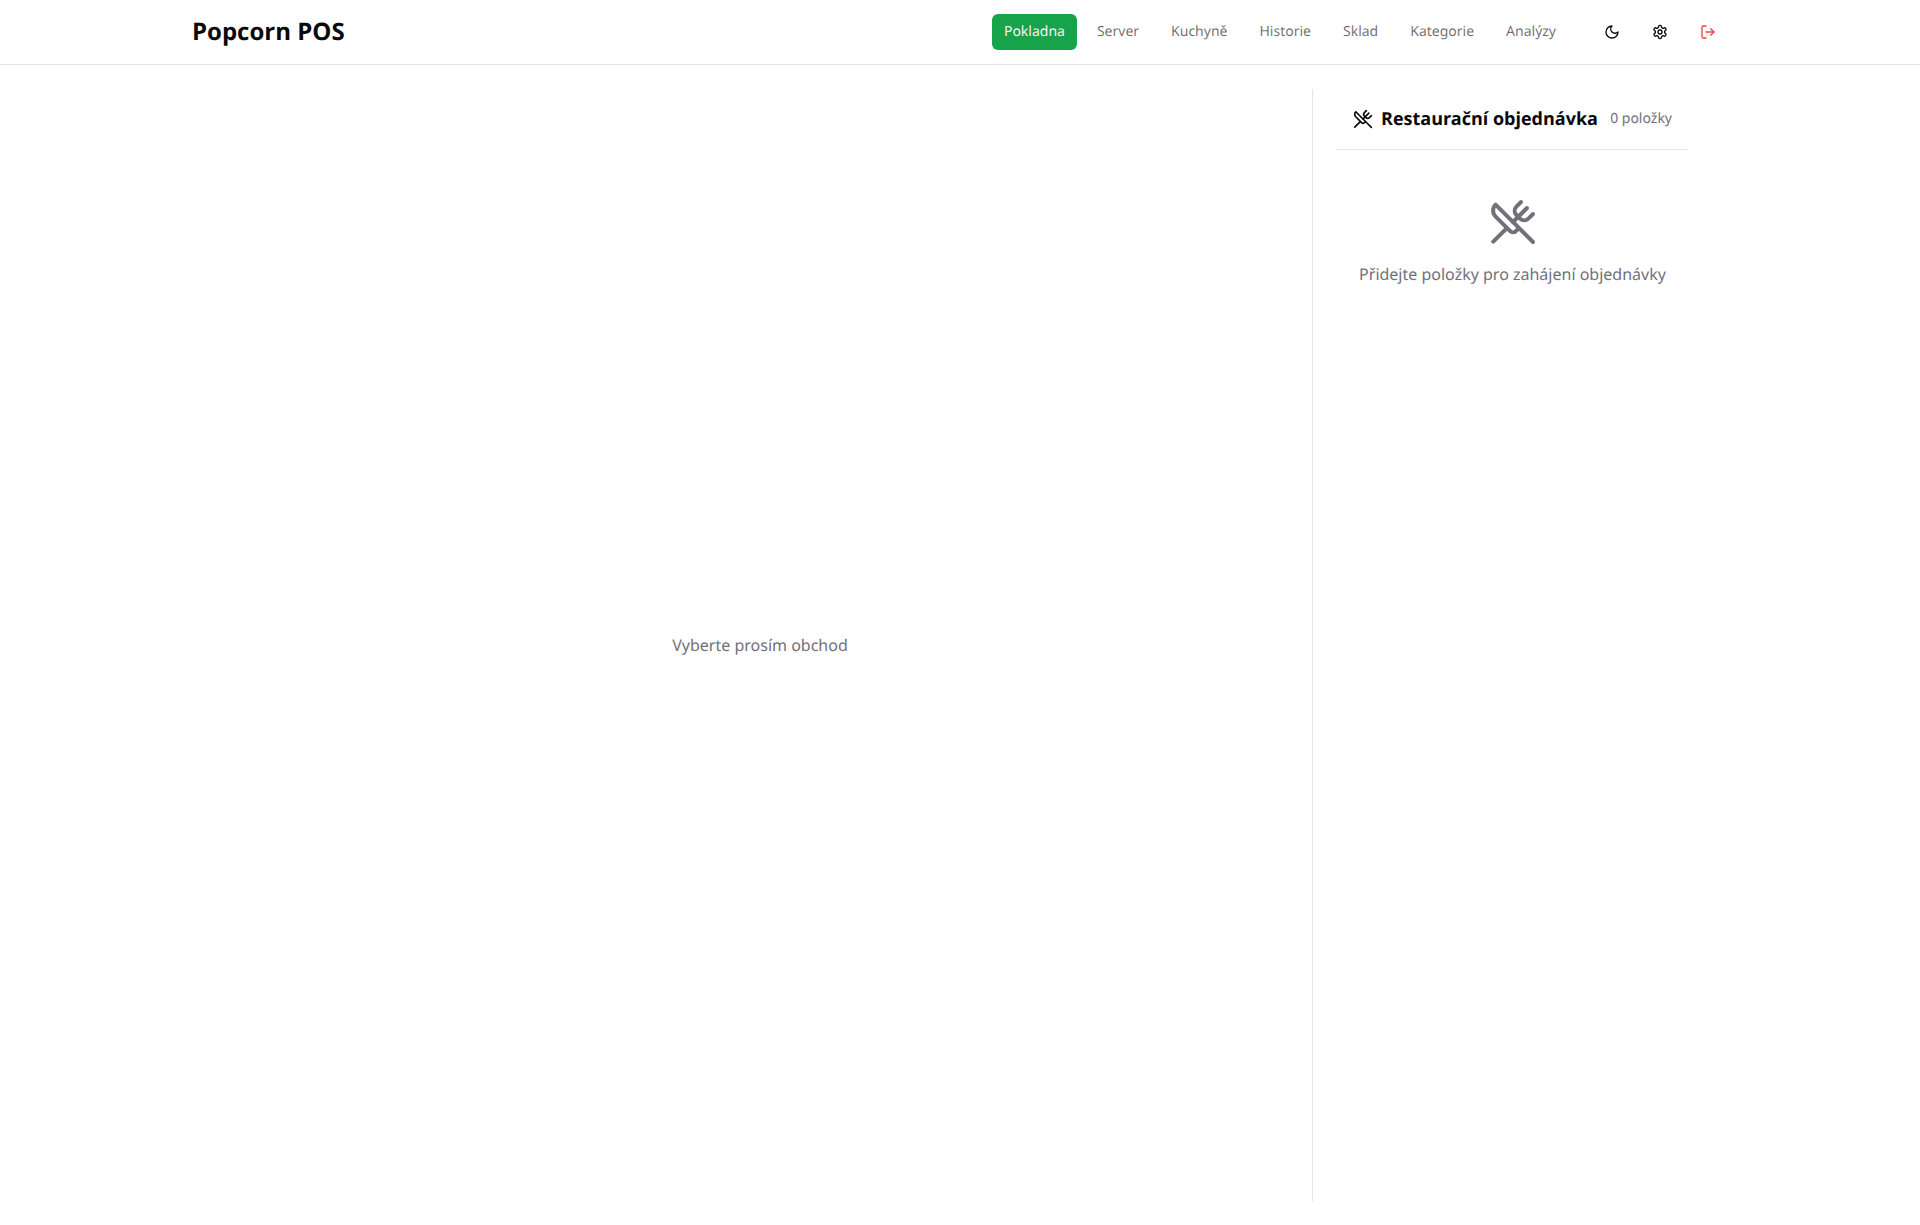 Popcorn POS
Pokladna
Server
Kuchyně
Historie
Sklad
Kategorie
Analýzy
Restaurační objednávka
0 položky
Přidejte položky pro zahájení objednávky
Vyberte prosím obchod